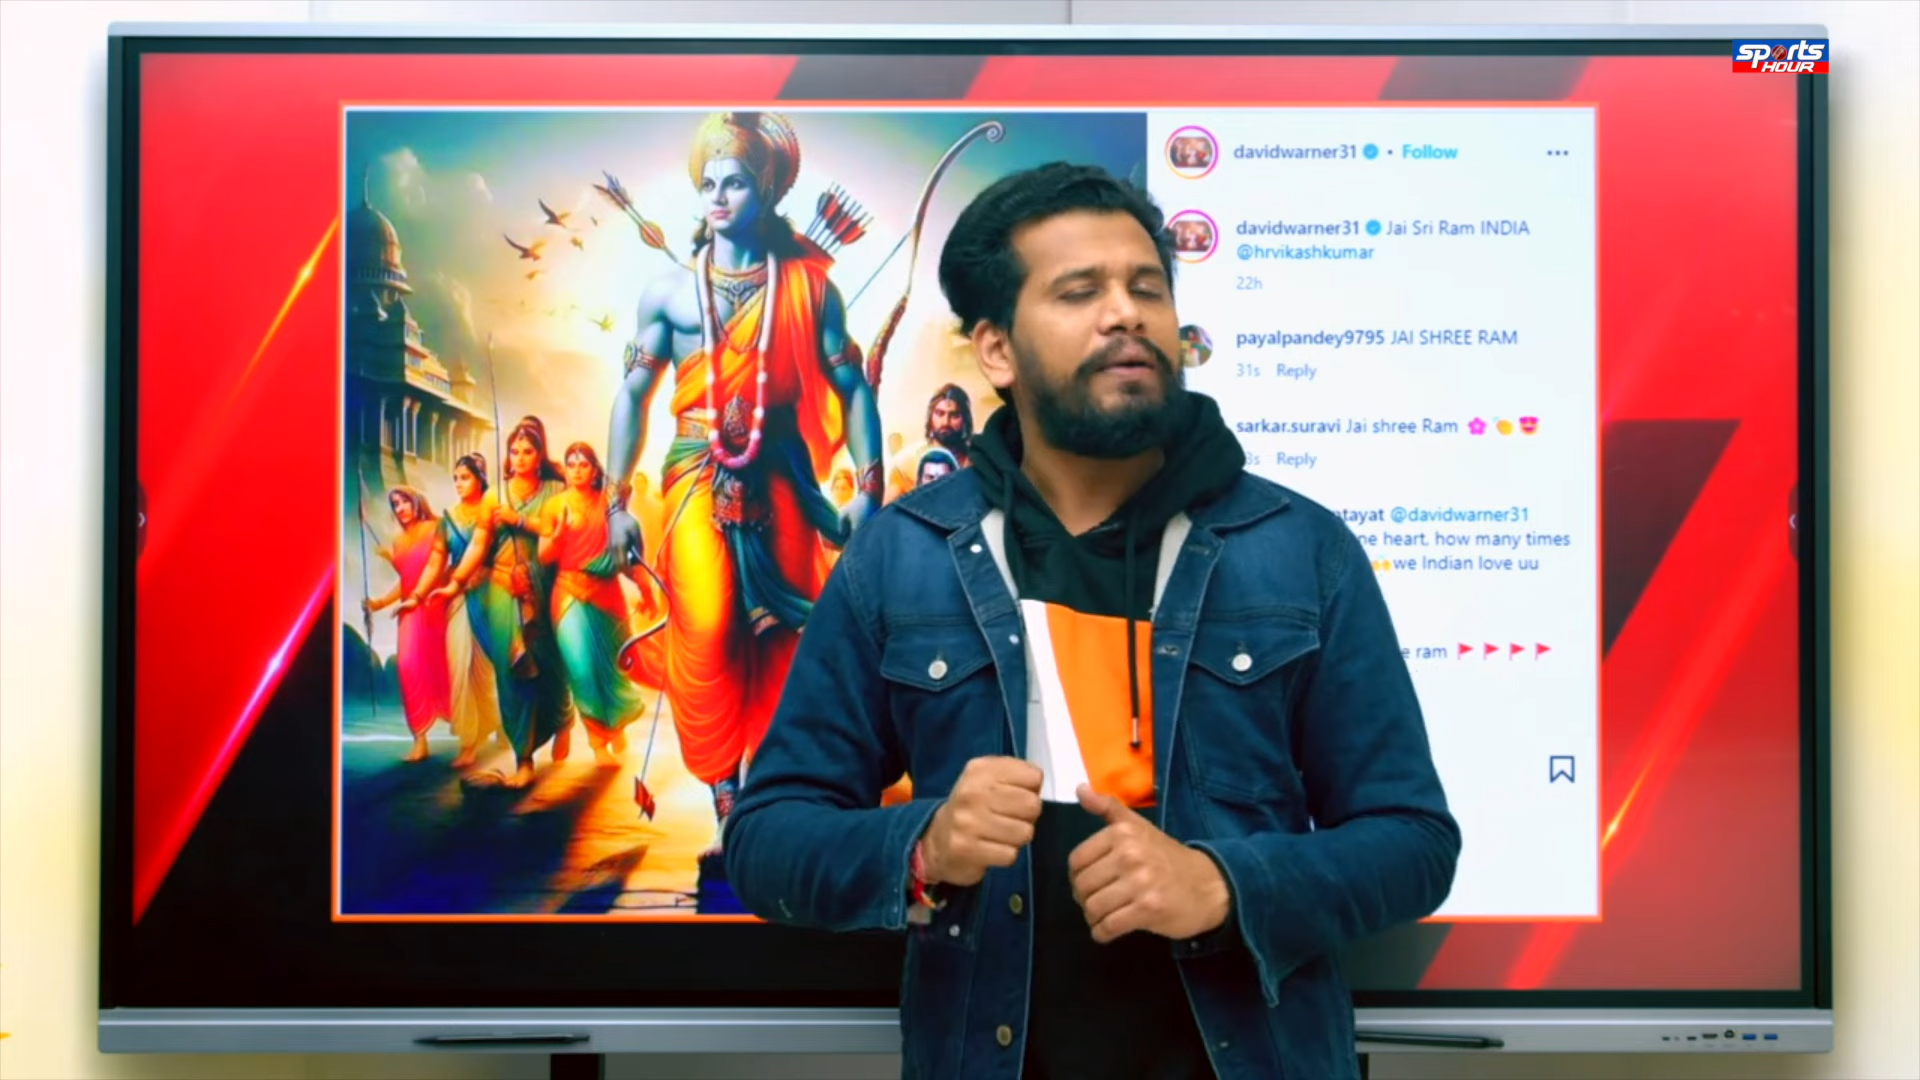 sports
HOUR
davidwarner31 • Follow
davidwarner31 Jai Sri Ram INDIA
@hrvikashkumar
22h
payalpandey9795 JAI SHREE RAM
31s Reply
sarkar.suravi Jai shree Ram
Reply
@davidwarner31
heart, how many times
we Indian love uu
ram